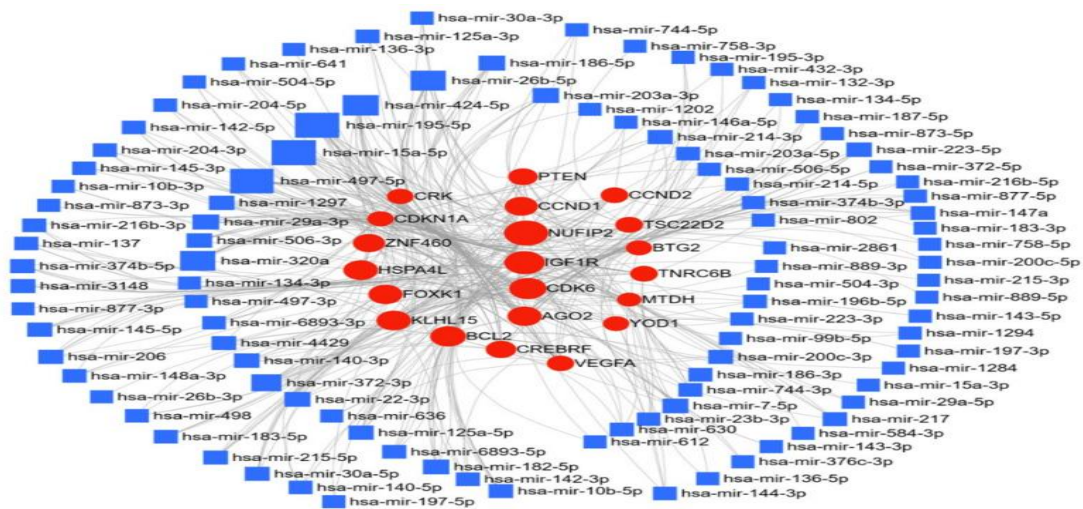 hsa-mir-30a-3p
hsa-mir-744-5p
hsa-mir-125a-3p
hsa-mir-758-3p
hsa-mir-136-3p
hsa-mir-195-3p
hsa-mir-641
hsa-mir-186-5p
hsa-mir-432-3p
hsa-mir-504-5p
hsa-mir-26b-5p
hsa-mir-132-3p
hsa-mir-203a-3p
hsa-mir-134-5p
hsa-mir-204-5p
hsa-mir-424-5p
hsa-mir-1202
hsa-mir-187-5p
hsa-mir-142-5p
hsa-mir-195-5p
hsa-mir-146a-5p
hsa-mir-873-5p
hsa-mir-214-3p
hsa-mir-204-3p
hsa-mir-15a-5p
hsa-mir-203a-5p
hsa-mir-223-5p
hsa-mir-145-3p
hsa-mir-506-5p
hsa-mir-372-5p
PTEN
hsa-mir-10b-3p
hsa-mir-497-5p
hsa-mir-214-5p
hsa-mir-216b-5p
CRK
CCND2
hsa-mir-877-5p
hsa-mir-873-3p
hsa-mir-1297
CCND1
hsa-mir-374b-3p
hsa-mir-147a
hsa-mir-216b-3p
hsa-mir-29a-3p
CDKN1A
TSC22D2
hsa-mir-802
hsa-mir-183-3p
NUFIP2
hsa-mir-137
hsa-mir-506-3p
ZNF460
BTG2
hsa-mir-2861
hsa-mir-758-5p
hsa-mir-374b-5p
hsa-mir-320a
HSPA4L
IGF1R
hsa-mir-889-3p
hsa-mir-200c-5p
TNRC6B
hsa-mir-3148
hsa-mir-134-3p
CDK6
hsa-mir-504-3p
hsa-mir-215-3p
FOXK1
MTDH
hsa-mir-196b-5p
hsa-mir-889-5p
hsa-mir-877-3p
hsa-mir-497-3p
AGO2
hsa-mir-143-5p
KLHL15
YOD1
hsa-mir-223-3p
hsa-mir-145-5p
hsa-mir-6893-3p
hsa-mir-1294
BCL2
hsa-mir-99b-5p
hsa-mir-4429
CREBRF
hsa-mir-197-3p
hsa-mir-206
hsa-mir-140-3p
VEGFA
hsa-mir-200c-3p
hsa-mir-1284
hsa-mir-148a-3p
hsa-mir-186-3p
hsa-mir-15a-3p
hsa-mir-372-3p
hsa-mir-744-3p
hsa-mir-26b-3p
hsa-mir-22-3p
hsa-mir-7-5p
hsa-mir-29a-5p
hsa-mir-498
hsa-mir-636
hsa-mir-23b-3p
hsa-mir-217
hsa-mir-183-5p
hsa-mir-125a-5p
hsa-mir-630
hsa-mir-584-3p
hsa-mir-612
hsa-mir-143-3p
hsa-mir-215-5p
hsa-mir-6893-5p
hsa-mir-376c-3p
hsa-mir-30a-5p
hsa-mir-182-5p
hsa-mir-136-5p
hsa-mir-142-3p
hsa-mir-140-5p
hsa-mir-10b-5p
hsa-mir-144-3p
hsa-mir-197-5p